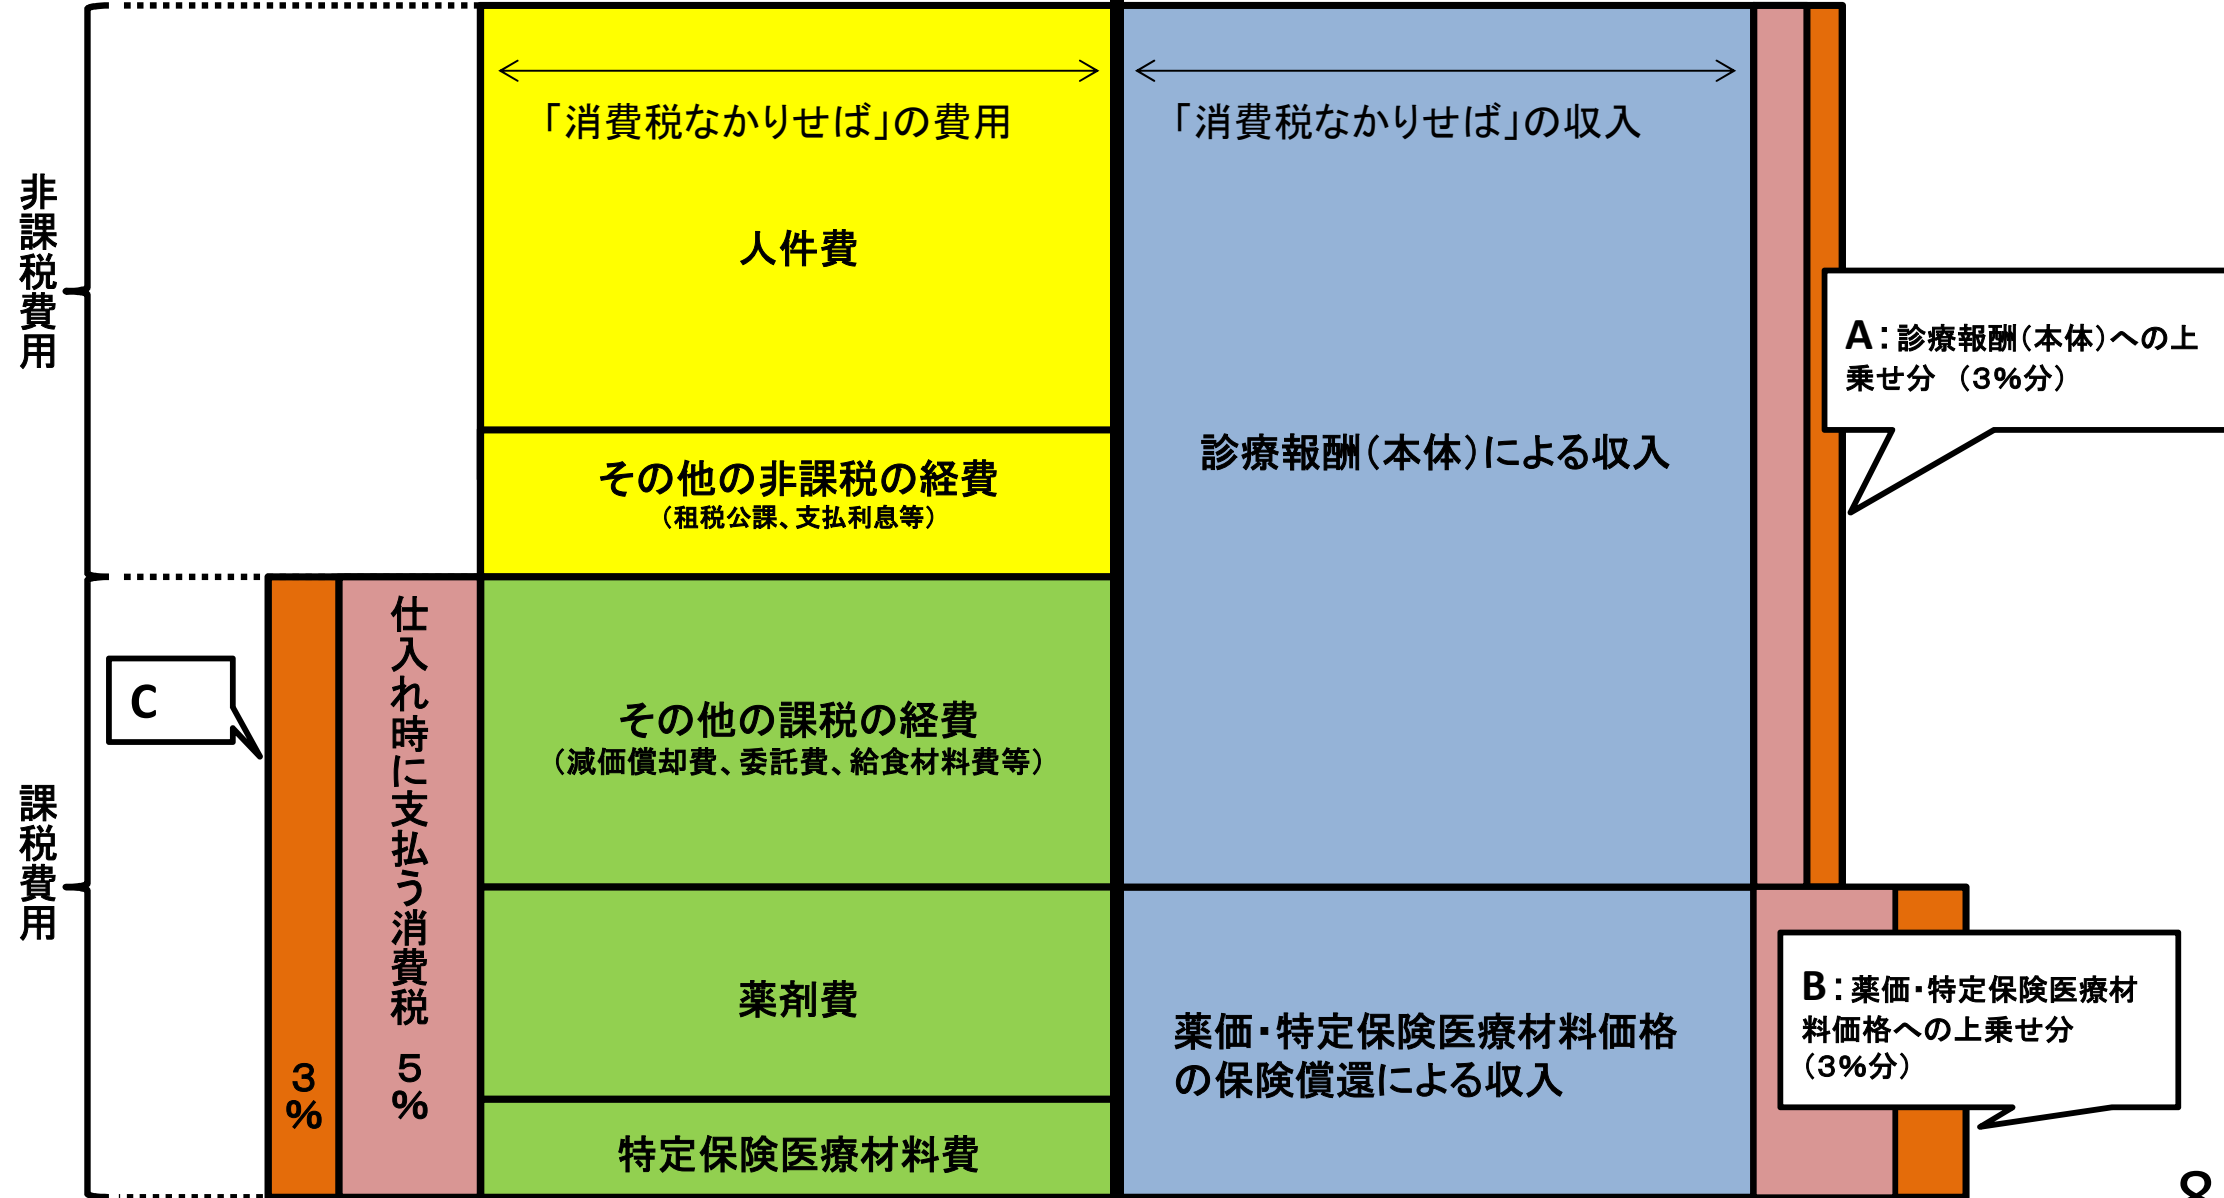 「消費税なかりせば」の費用
「消費税なかりせば」の収入
非課税費用
人件費
A：診療報酬（本体）への上
乗せ分 （3％分）
診療報酬（本体）による収入
その他の非課税の経費
（租税公課、支払利息等）
課税費用
C
3％
仕入れ時に支払う消費税 5％
その他の課税の経費
（減価償却費、委託費、給食材料費等）
薬剤費
特定保険医療材料費
薬価・特定保険医療材料価格
の保険償還による収入
B：薬価・特定保険医療材
料価格への上乗せ分
（3％分）
8